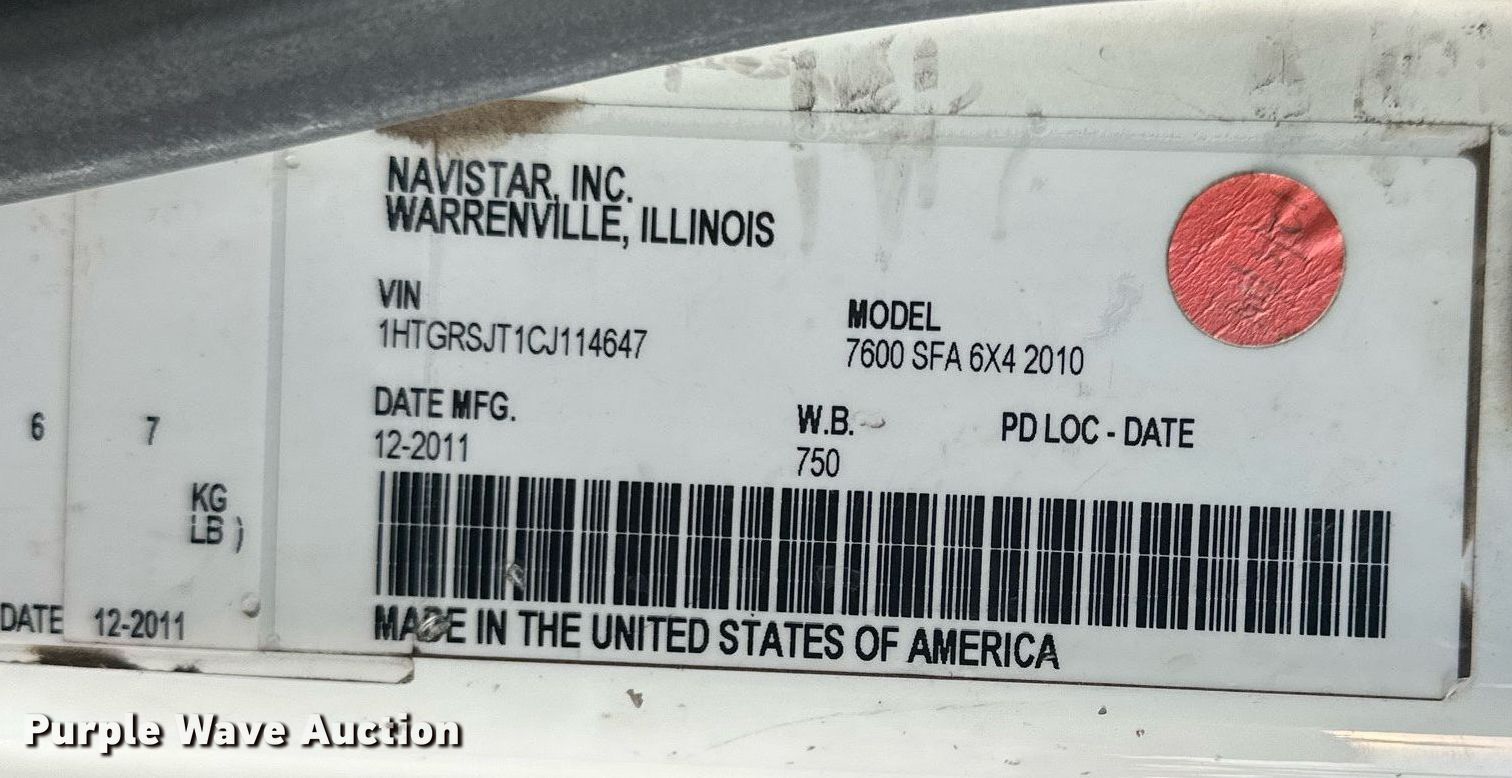 NAVISTAR, INC.
WARRENVILLE, ILLINOIS
VIN
1HTGRSJT1CJ114647
MODEL
7600 SFA 6X4 2010
DATE MFG.
12-2011
W.B.
750
PD LOC - DATE
6
7
KG
LB )
DATE 12-2011
MADE IN THE UNITED STATES OF AMERICA
Purple Wave Auction